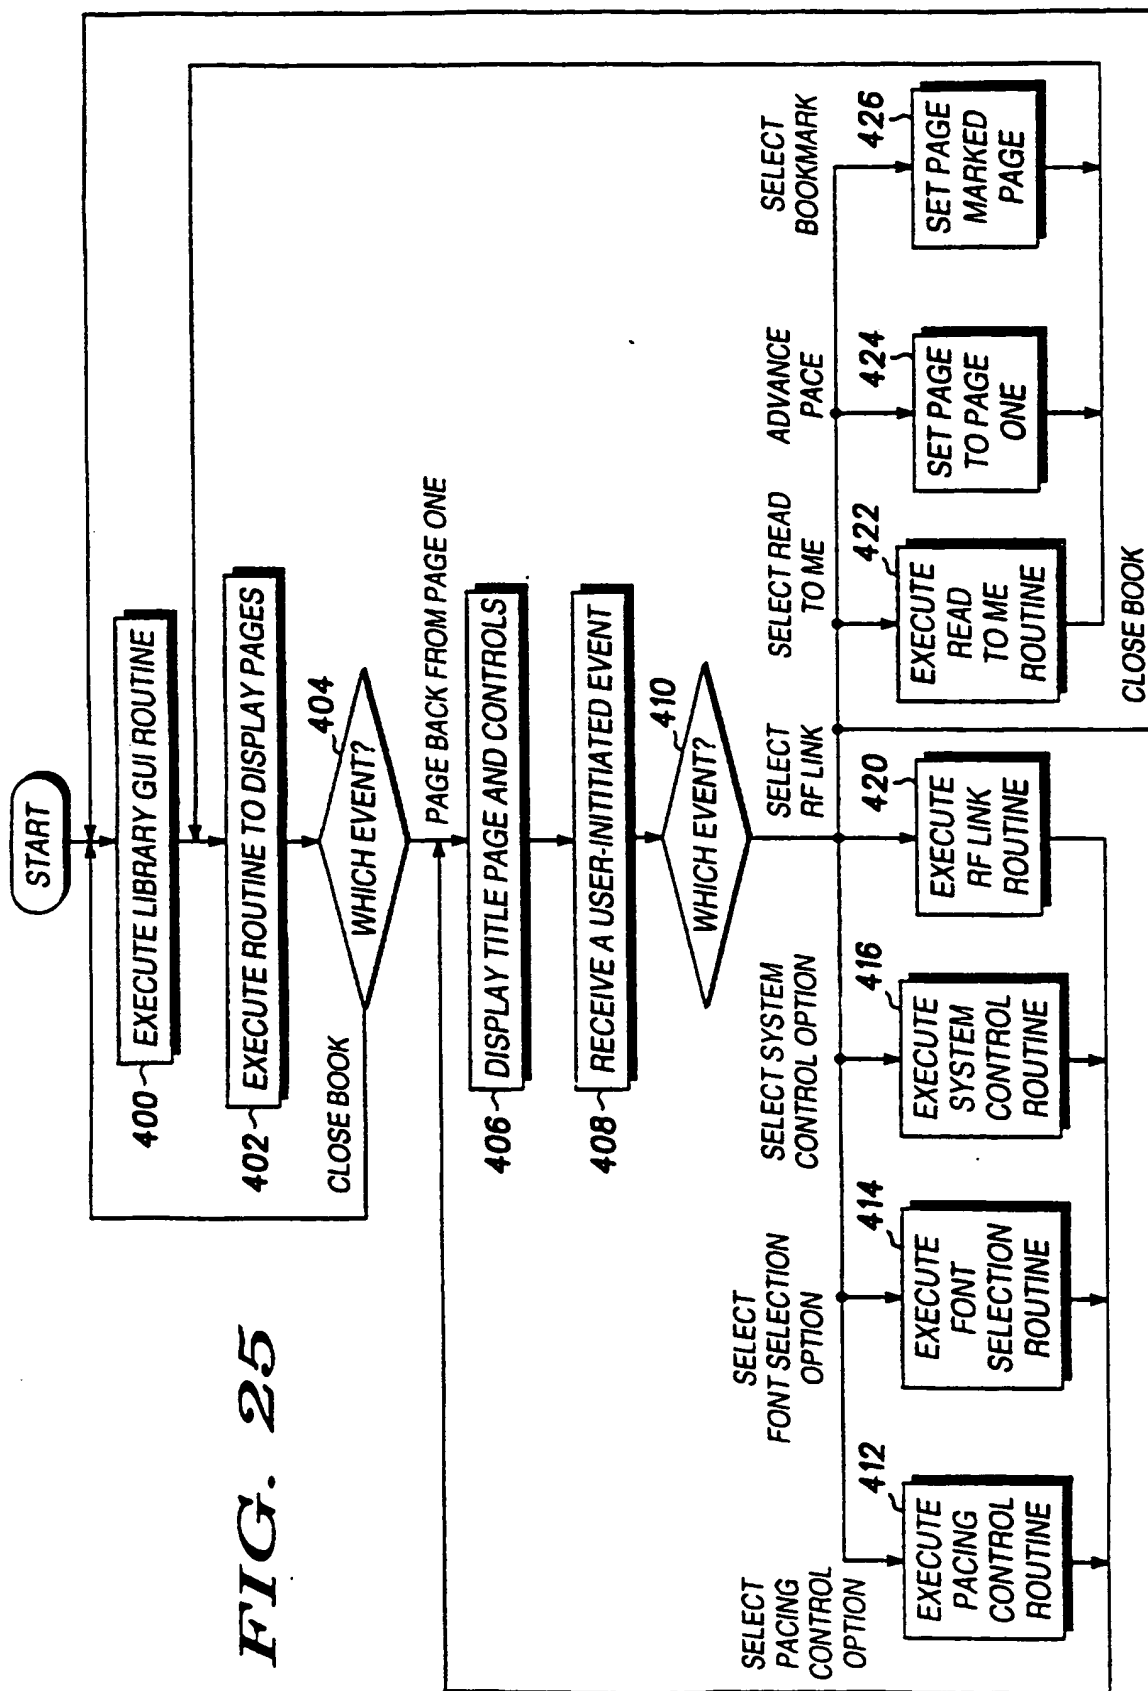 START
EXECUTE LIBRARY GUI ROUTINE
400
EXECUTE ROUTINE TO DISPLAY PAGES
402
WHICH EVENT?
404
CLOSE BOOK
PAGE BACK FROM PAGE ONE
DISPLAY TITLE PAGE AND CONTROLS
406
RECEIVE A USER-INITITIATED EVENT
408
WHICH EVENT?
410
SELECT
PACING
CONTROL
OPTION
412
EXECUTE
PACING
CONTROL
ROUTINE
SELECT
FONT SELECTION
OPTION
414
EXECUTE
FONT
SELECTION
ROUTINE
SELECT SYSTEM
CONTROL OPTION
416
EXECUTE
SYSTEM
CONTROL
ROUTINE
SELECT
RF LINK
420
EXECUTE
RF LINK
ROUTINE
SELECT READ
TO ME
422
EXECUTE
READ
TO ME
ROUTINE
ADVANCE
PACE
424
SET PAGE
TO PAGE
ONE
SELECT
BOOKMARK
426
SET PAGE
MARKED
PAGE
CLOSE BOOK
FIG. 25